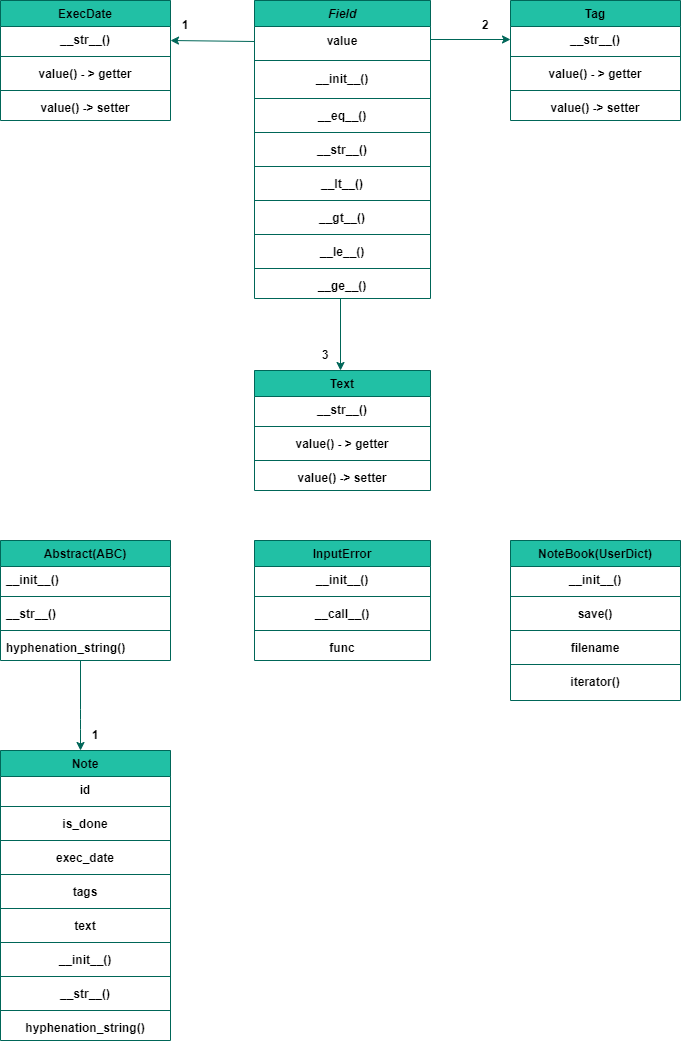 ExecDate
__str__()
value() - > getter
value() -> setter
1
Field
value
__init__()
__eq__()
__str__()
__lt__()
__gt__()
__le__()
__ge__()
2
Tag
__str__()
value() - > getter
value() -> setter
3
Text
__str__()
value() - > getter
value() -> setter
Abstract(ABC)
__init__()
__str__()
hyphenation_string()
InputError
__init__()
__call__()
func
NoteBook(UserDict)
__init__()
save()
filename
iterator()
1
Note
id
is_done
exec_date
tags
text
__init__()
__str__()
hyphenation_string()